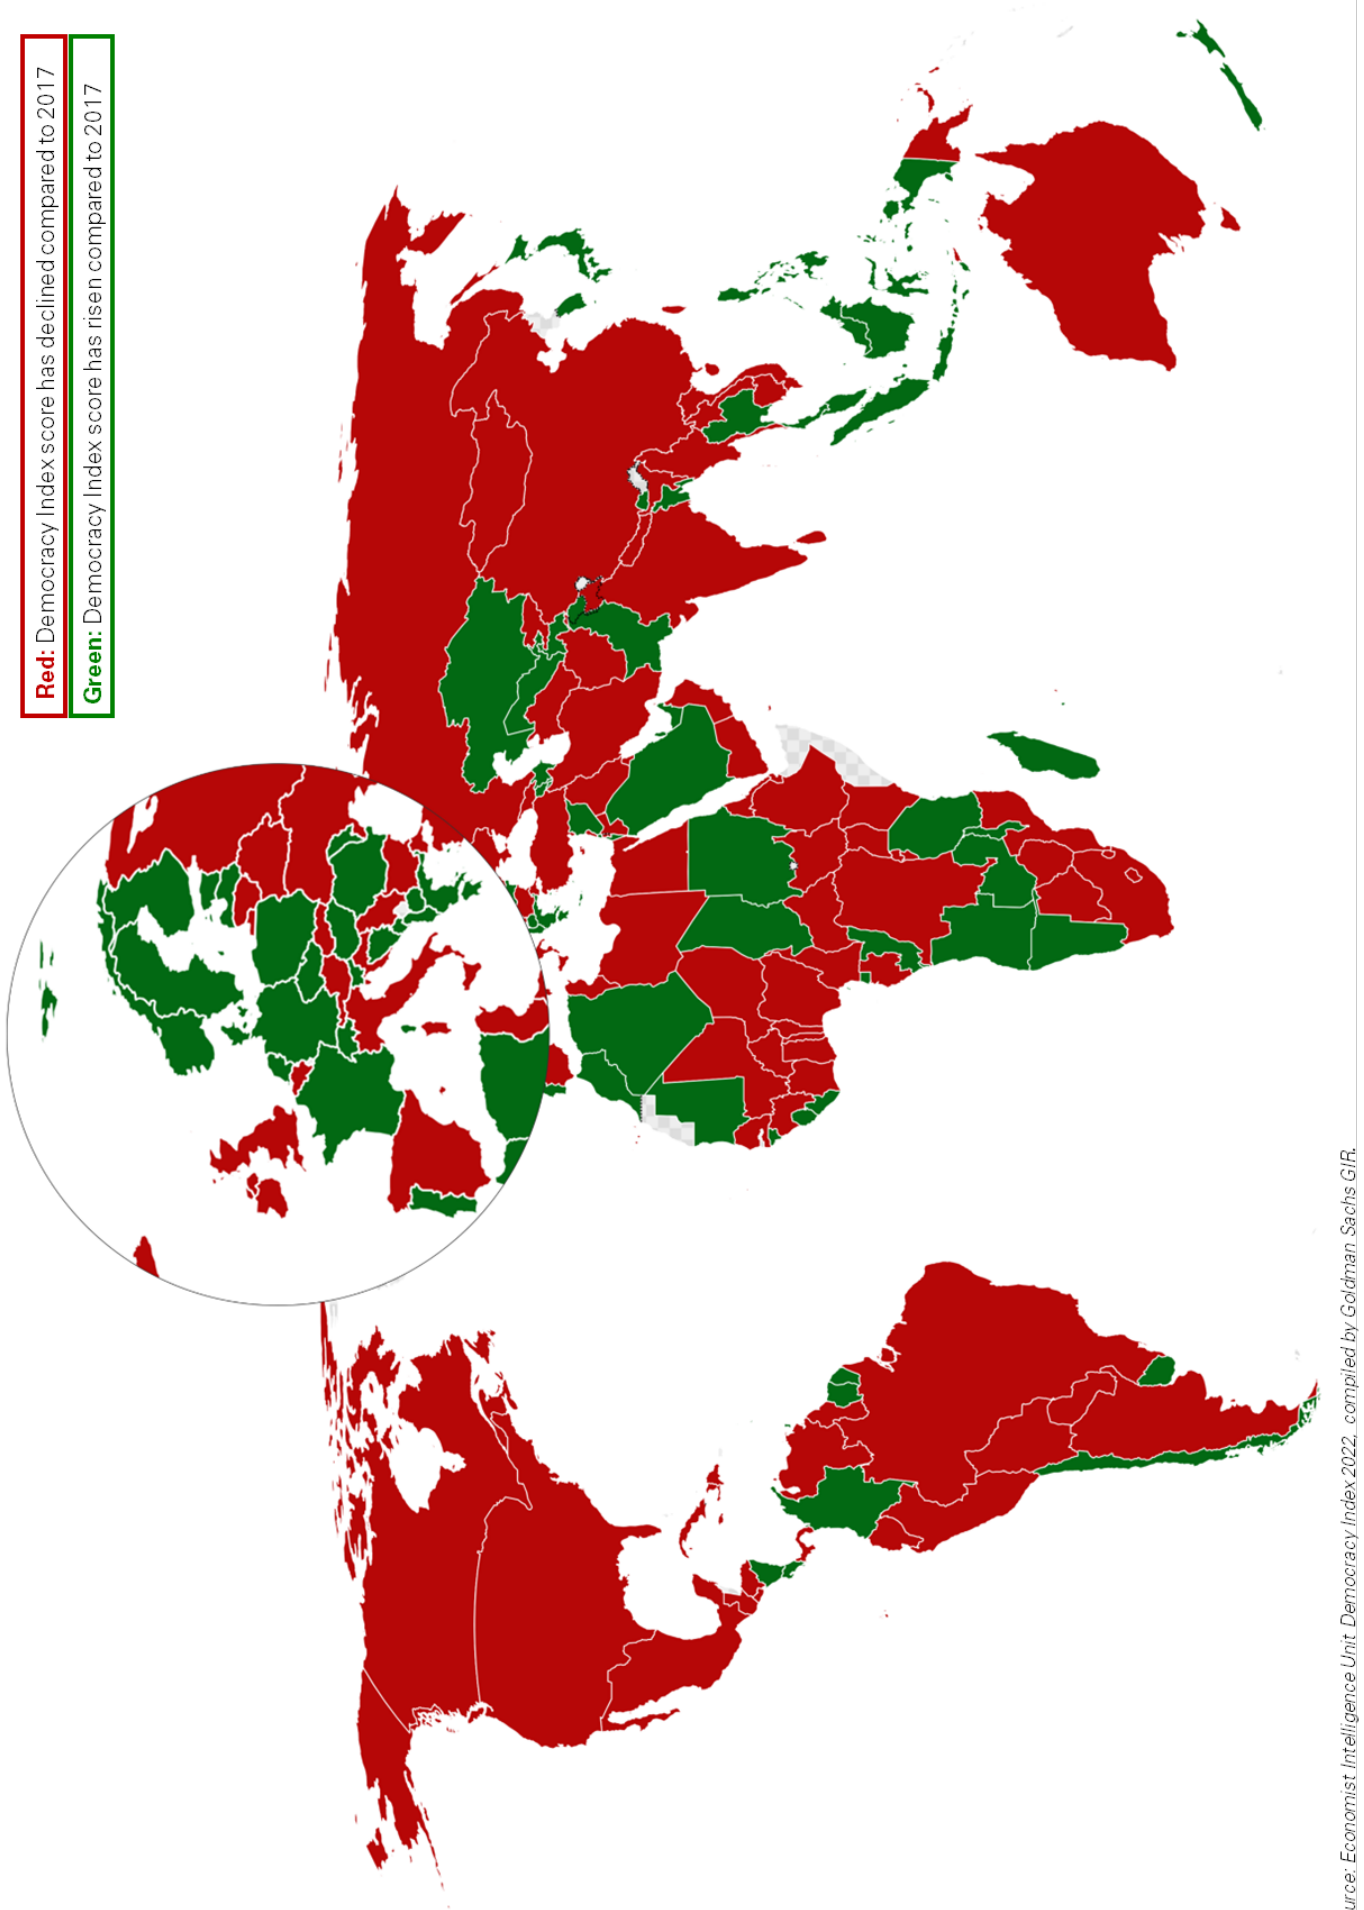 Red: Democracy Index score has declined compared to 2017
Green: Democracy Index score has risen compared to 2017
urce: Economist Intelligence Unit Democracy Index 2022, compiled by Goldman Sachs GIR.